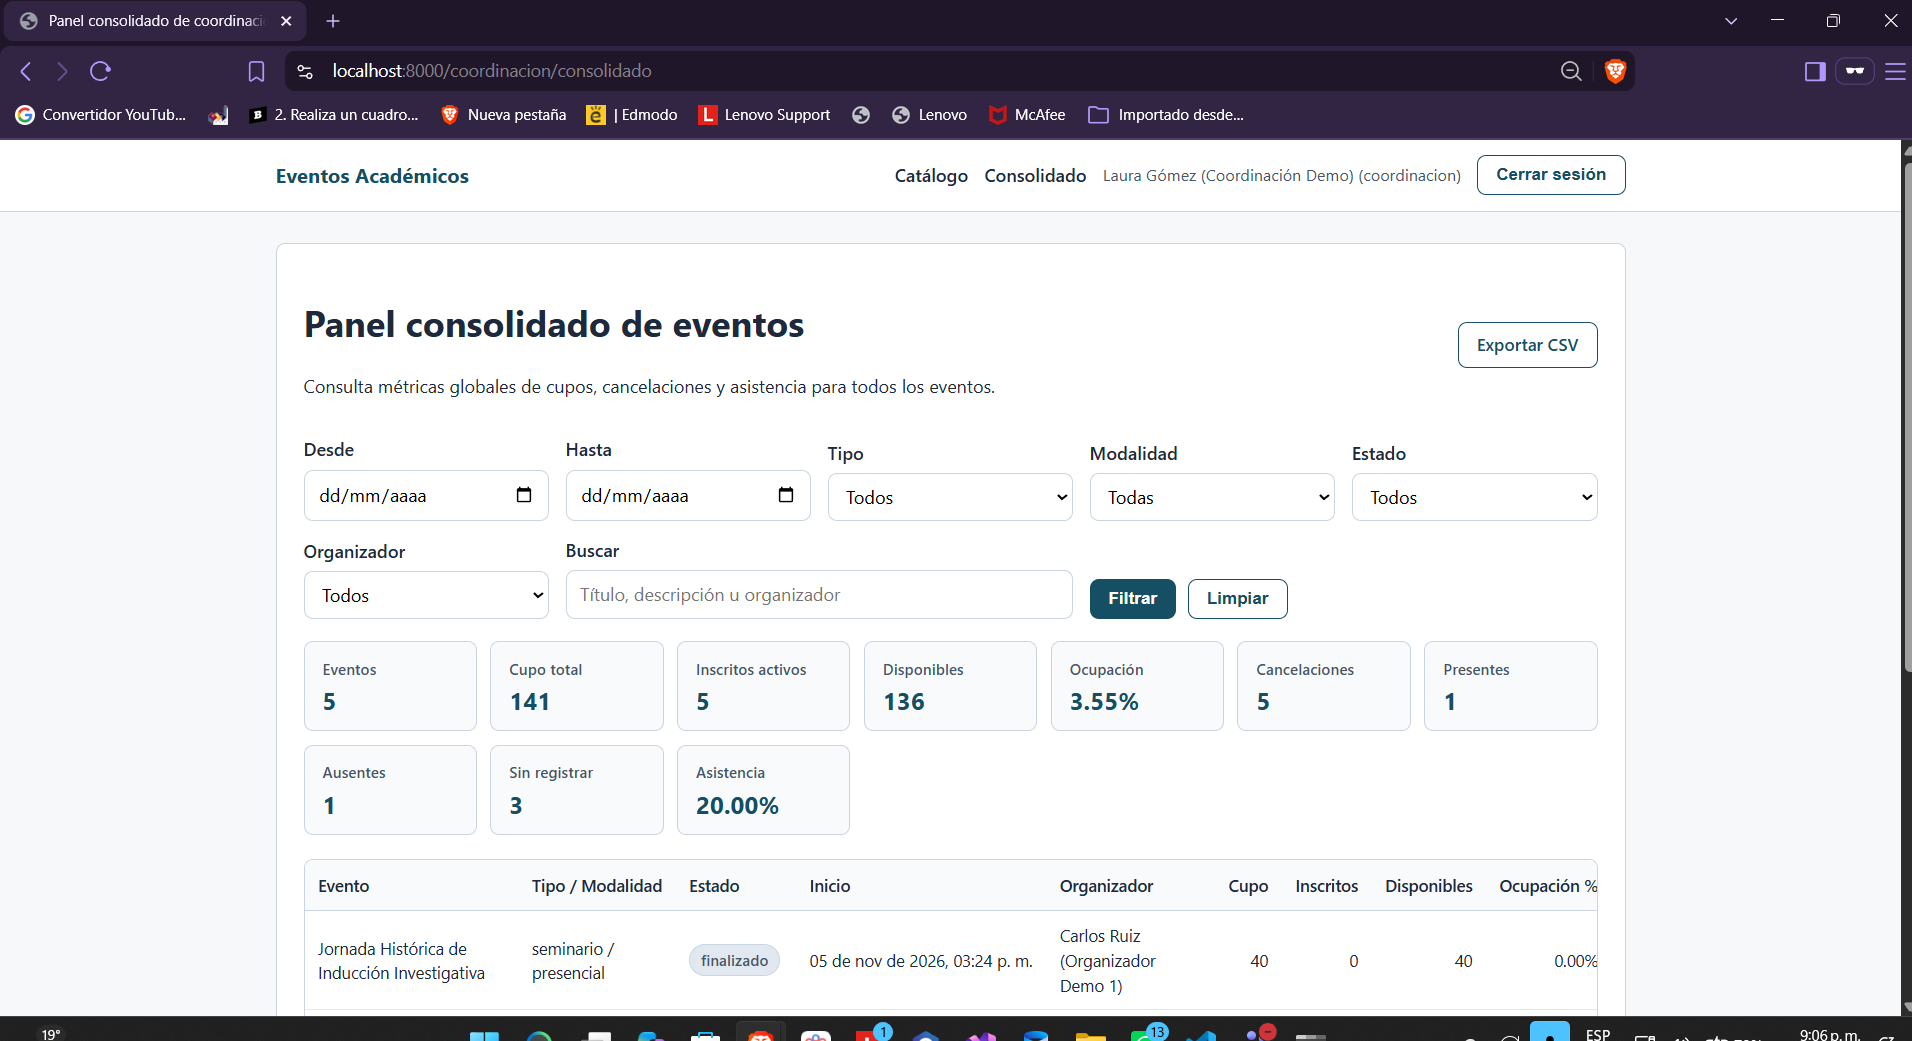 Panel consolidado de coordinaci
localhost:8000/coordinacion/consolidado
Convertidor YouTub...
2. Realiza un cuadro...
Nueva pestaña
| Edmodo
Lenovo Support
Lenovo
McAfee
Importado desde...
Eventos Académicos
Catálogo
Consolidado
Laura Gómez (Coordinación Demo) (coordinacion)
Cerrar sesión
Panel consolidado de eventos
Exportar CSV
Consulta métricas globales de cupos, cancelaciones y asistencia para todos los eventos.
Desde
Hasta
Tipo
Modalidad
Estado
dd/mm/aaaa
dd/mm/aaaa
Todos
Todas
Todos
Organizador
Buscar
Todos
Título, descripción u organizador
Filtrar
Limpiar
Eventos
5
Cupo total
141
Inscritos activos
5
Disponibles
136
Ocupación
3.55%
Cancelaciones
5
Presentes
1
Ausentes
1
Sin registrar
3
Asistencia
20.00%
Evento
Tipo / Modalidad
Estado
Inicio
Organizador
Cupo
Inscritos
Disponibles
Ocupación %
Jornada Histórica de
Inducción Investigativa
seminario /
presencial
finalizado
05 de nov de 2026, 03:24 p. m.
Carlos Ruiz
(Organizador
Demo 1)
40
0
40
0.00%
19°
1
13
ESP
9:06 p. m.